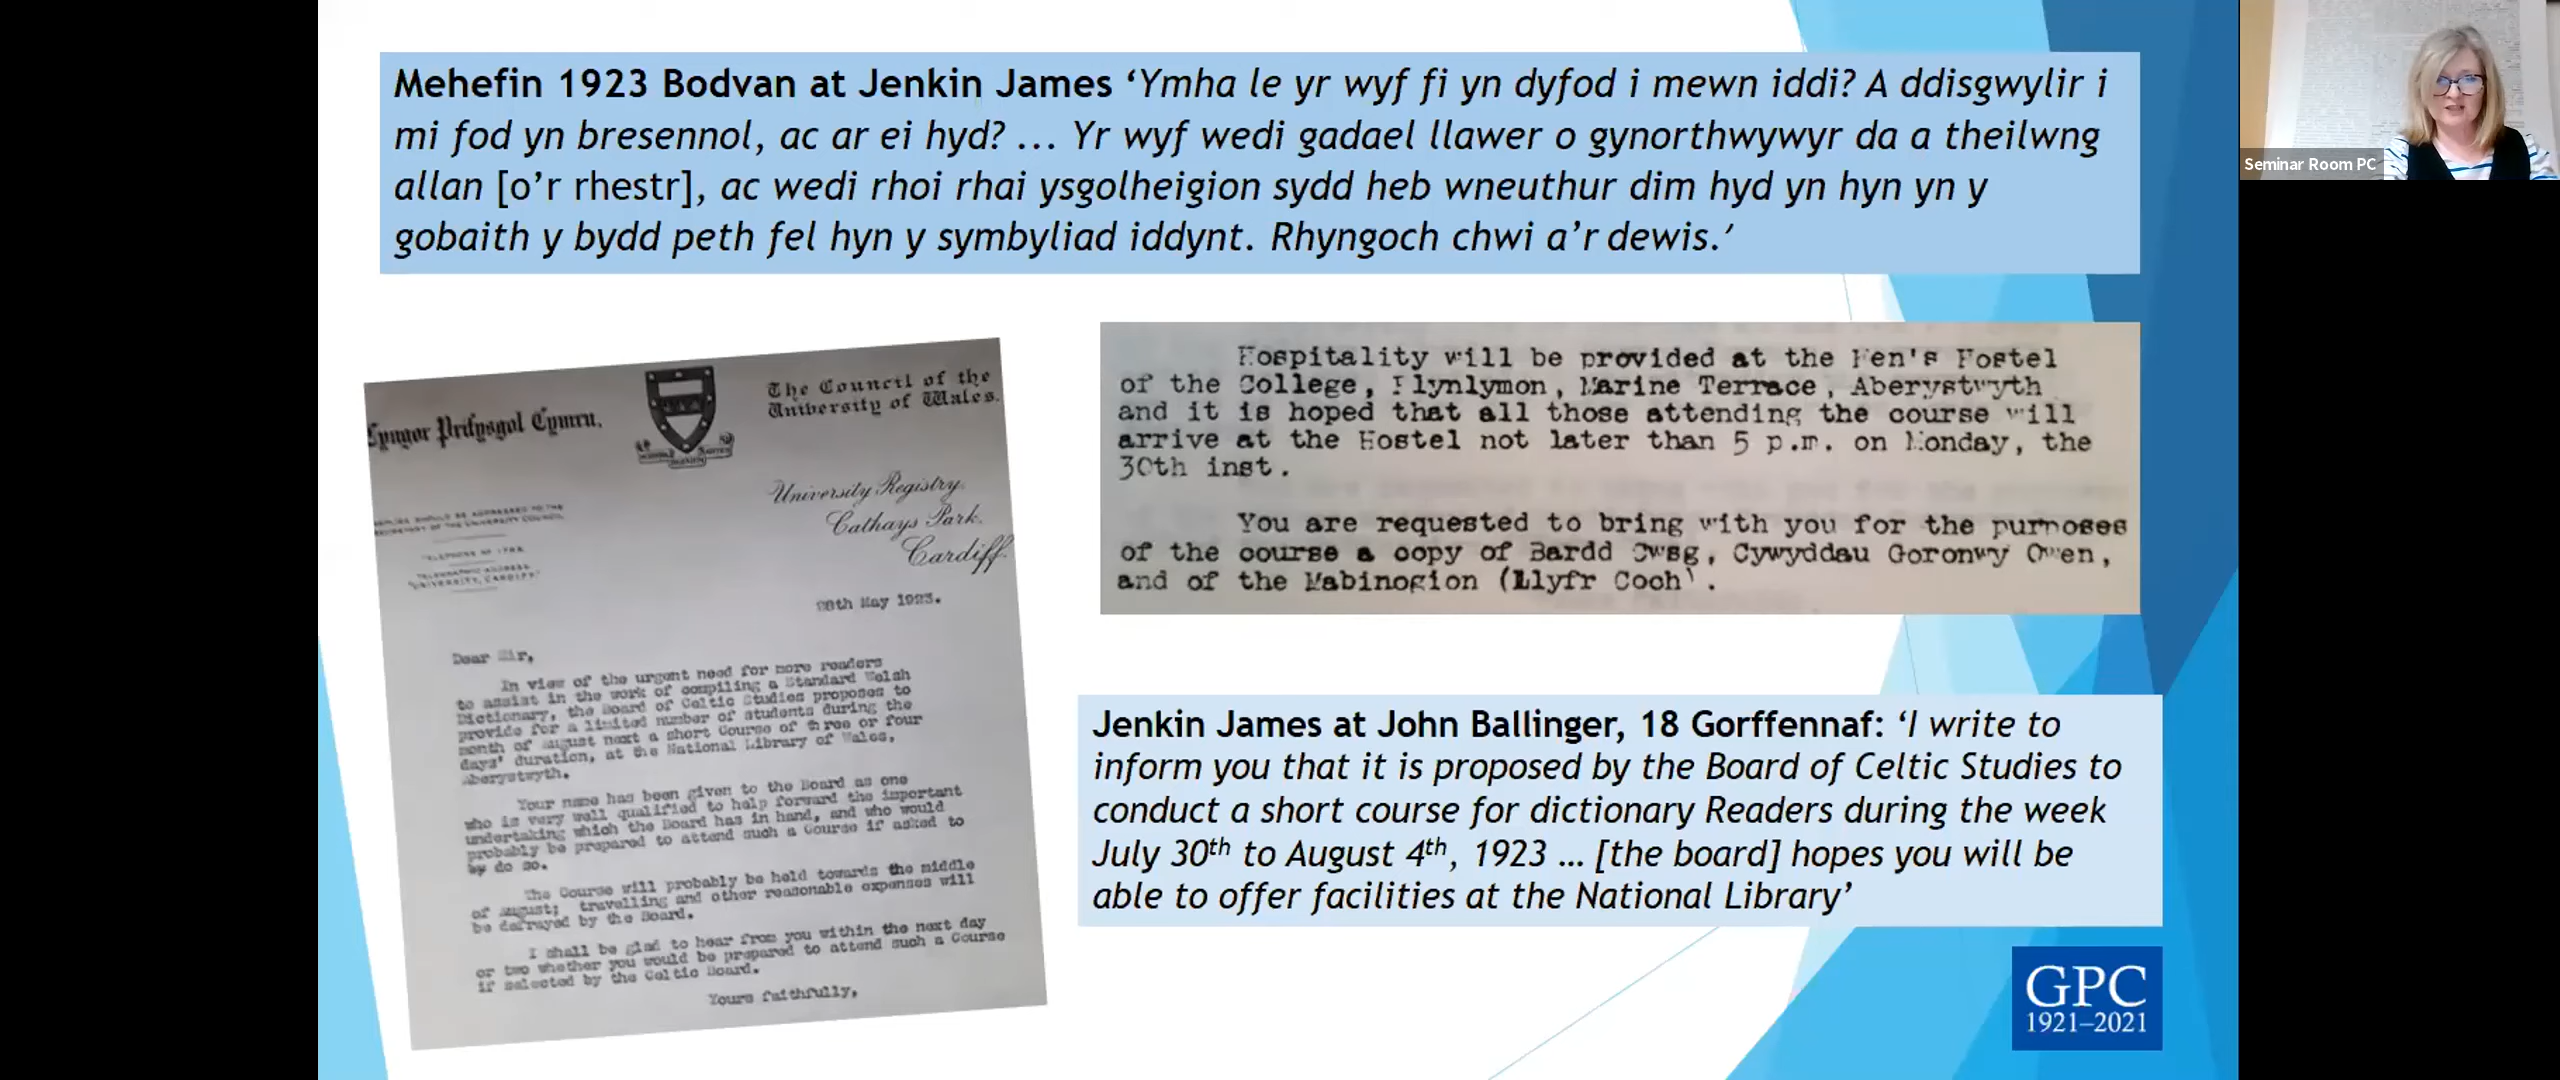 Mehefin 1923 Bodvan at Jenkin James ‘Ymha le yr wyf fi yn dyfod i mewn iddi? A ddisgwylir i
mi fod yn bresennol, ac ar ei hyd? ... Yr wyf wedi gadael llawer o gynorthwywyr da a theilwng
allan [o’r rhestr], ac wedi rhoi rhai ysgolheigion sydd heb wneuthur dim hyd yn hyn yn y
gobaith y bydd peth fel hyn y symbyliad iddynt. Rhyngoch chwi a’r dewis.’
Seminar Room PC
Cyngor Prifysgol Cymru.
The Council of the
University of Wales.
University Registry,
Cathays Park,
Cardiff.
SHOULD BE ADDRESSED TO THE
SECRETARY OF THE UNIVERSITY COUNCIL.
TELEGRAPHIC ADDRESS
"UNIVERSITY, CARDIFF."
May 1923.
Dear Sir,
In view of the urgent need for more readers
to assist in the work of compiling a Standard Welsh
Dictionary, the Board of Celtic Studies proposes to
provide for a limited number of students during the
month of August next a short Course of three or four
days' duration, at the National Library of Wales,
Aberystwyth.
Your name has been given to the Board as one
who is very well qualified to help forward the important
undertaking which the Board has in hand, and who would
probably be prepared to attend such a Course if asked to
by do so.
The Course will probably be held towards the middle
of August; travelling and other reasonable expenses will
be defrayed by the Board.
I shall be glad to hear from you within the next day
or two whether you would be prepared to attend such a Course
if selected by the Celtic Board.
Yours faithfully,
Hospitality will be provided at the Men's Hostel
of the College, Plynlymon, Marine Terrace, Aberystwyth
and it is hoped that all those attending the course will
arrive at the Hostel not later than 5 p.m. on Monday, the
30th inst.
You are requested to bring with you for the purposes
of the course a copy of Bardd Cwsg, Cywyddau Goronwy Owen,
and of the Mabinogion (Llyfr Coch).
Jenkin James at John Ballinger, 18 Gorffennaf: ‘I write to
inform you that it is proposed by the Board of Celtic Studies to
conduct a short course for dictionary Readers during the week
July 30th to August 4th, 1923 … [the board] hopes you will be
able to offer facilities at the National Library’
GPC
1921–2021